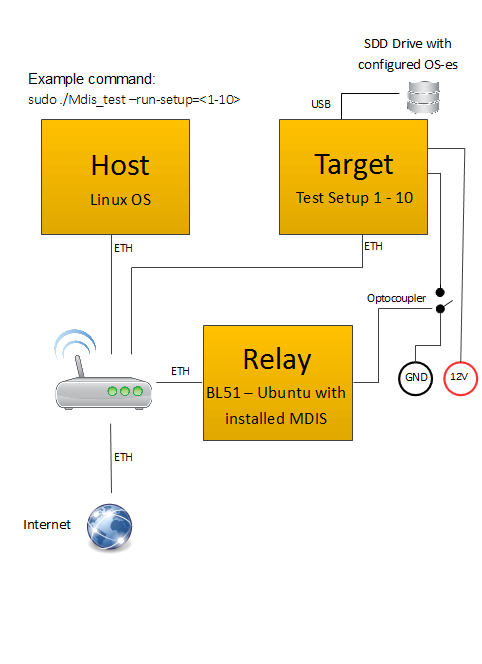 SDD Drive with
configured OS-es
Example command:
sudo ./Mdis_test –run-setup=<1-10>
USB
Host
Linux OS
Target
Test Setup 1 - 10
ETH
ETH
Optocoupler
Relay
BL51 – Ubuntu with
installed MDIS
ETH
GND
12V
ETH
Internet